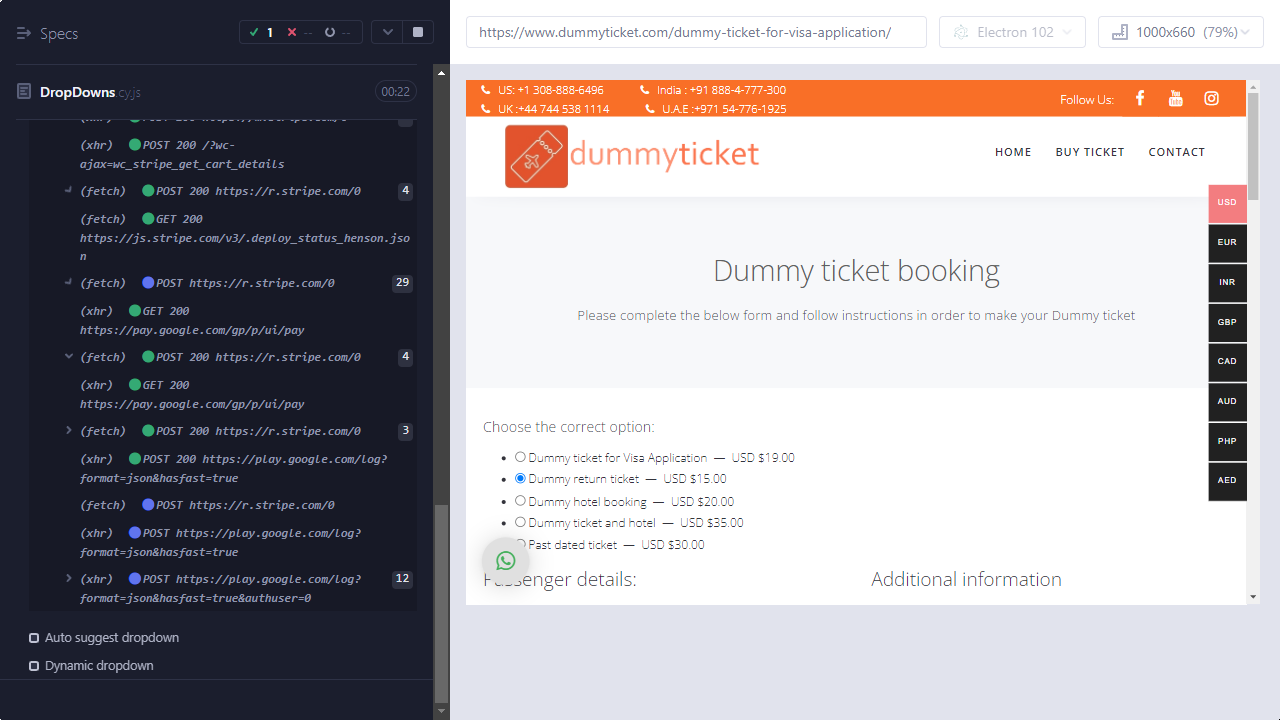 Specs
1
--
--
DropDowns.cy.js
00:22
(xhr) POST 200 /?wc-
ajax=wc_stripe_get_cart_details
(fetch) POST 200 https://r.stripe.com/0
4
(fetch) GET 200
https://js.stripe.com/v3/.deploy_status_henson.jso
n
(fetch) POST https://r.stripe.com/0
29
(xhr) GET 200
https://pay.google.com/gp/p/ui/pay
(fetch) POST 200 https://r.stripe.com/0
4
(xhr) GET 200
https://pay.google.com/gp/p/ui/pay
(fetch) POST 200 https://r.stripe.com/0
3
(xhr) POST 200 https://play.google.com/log?
format=json&hasfast=true
(fetch) POST https://r.stripe.com/0
(xhr) POST https://play.google.com/log?
format=json&hasfast=true
(xhr) POST https://play.google.com/log?
12
format=json&hasfast=true&authuser=0
Auto suggest dropdown
Dynamic dropdown
https://www.dummyticket.com/dummy-ticket-for-visa-application/
Electron 102
1000x660 (79%)
US: +1 308-888-6496
India : +91 888-4-777-300
UK :+44 744 538 1114
U.A.E :+971 54-776-1925
Follow Us:
dummyticket
HOME
BUY TICKET
CONTACT
USD
EUR
INR
GBP
CAD
AUD
PHP
AED
Dummy ticket booking
Please complete the below form and follow instructions in order to make your Dummy ticket
Choose the correct option:
Dummy ticket for Visa Application — USD $19.00
Dummy return ticket — USD $15.00
Dummy hotel booking — USD $20.00
Dummy ticket and hotel — USD $35.00
Past dated ticket — USD $30.00
Passenger details:
Additional information